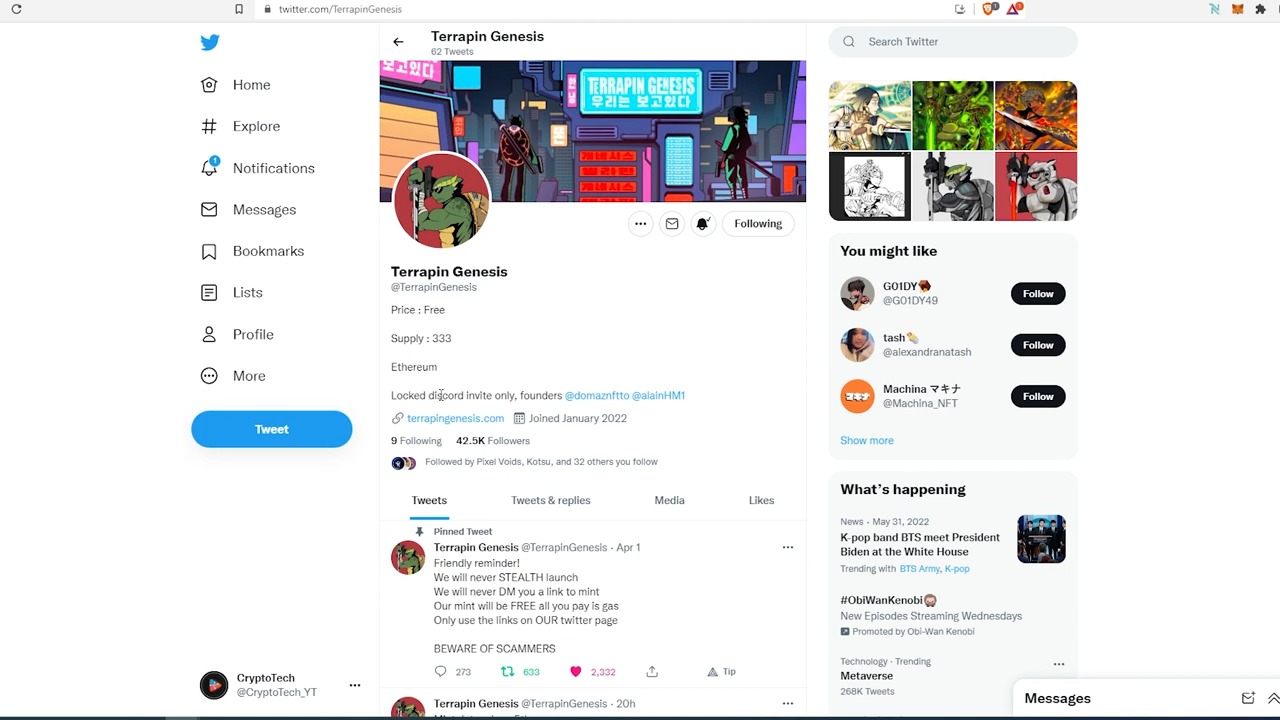 twitter.com/TerrapinGenesis
Home
Explore
1
Notifications
Messages
Bookmarks
Lists
Profile
More
Tweet
CryptoTech
@CryptoTech_YT
Terrapin Genesis
62 Tweets
TERRAPIN GENESIS
우리는 보고있다
Following
Terrapin Genesis
@TerrapinGenesis
Price : Free
Supply : 333
Ethereum
Locked discord invite only, founders @domaznftto @alainHM1
terrapingenesis.com Joined January 2022
9 Following 42.5K Followers
Followed by Pixel Voids, Kotsu, and 32 others you follow
Tweets Tweets & replies Media Likes
Pinned Tweet
Terrapin Genesis @TerrapinGenesis · Apr 1
Friendly reminder!
We will never STEALTH launch
We will never DM you a link to mint
Our mint will be FREE all you pay is gas
Only use the links on OUR twitter page
BEWARE OF SCAMMERS
273 633 2,332 Tip
Terrapin Genesis @TerrapinGenesis · 20h
Search Twitter
You might like
G01DY
@G01DY49
Follow
tash
@alexandranatash
Follow
Machina マキナ
@Machina_NFT
Follow
Show more
What's happening
News · May 31, 2022
K-pop band BTS meet President
Biden at the White House
Trending with BTS Army, K-pop
#ObiWanKenobi
New Episodes Streaming Wednesdays
Promoted by Obi-Wan Kenobi
Technology · Trending
Metaverse
268K Tweets
Messages